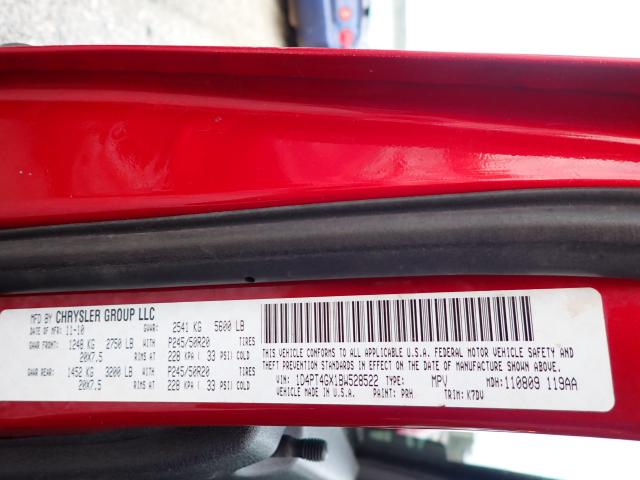 MFD BY CHRYSLER GROUP LLC
DATE OF MFR: 11-10 GVWR: 2541 KG 5600 LB
GAWR FRONT: 1248 KG 2750 LB P245/50R20 TIRES
20X7.5 RIMS AT 228 KPA ( 33 PSI) COLD
GAWR REAR: 1452 KG 3200 LB P245/50R20 TIRES
20X7.5 RIMS AT 228 KPA ( 33 PSI) COLD
THIS VEHICLE CONFORMS TO ALL APPLICABLE U.S.A. FEDERAL MOTOR VEHICLE SAFETY AND
THEFT PREVENTION STANDARDS IN EFFECT ON THE DATE OF MANUFACTURE SHOWN ABOVE.
VIN: 1D4PT4GX1BW528522 TYPE: MPV MDH: 110809 119AA
VEHICLE MADE IN U.S.A. PAINT: PRH TRIM: K7DV